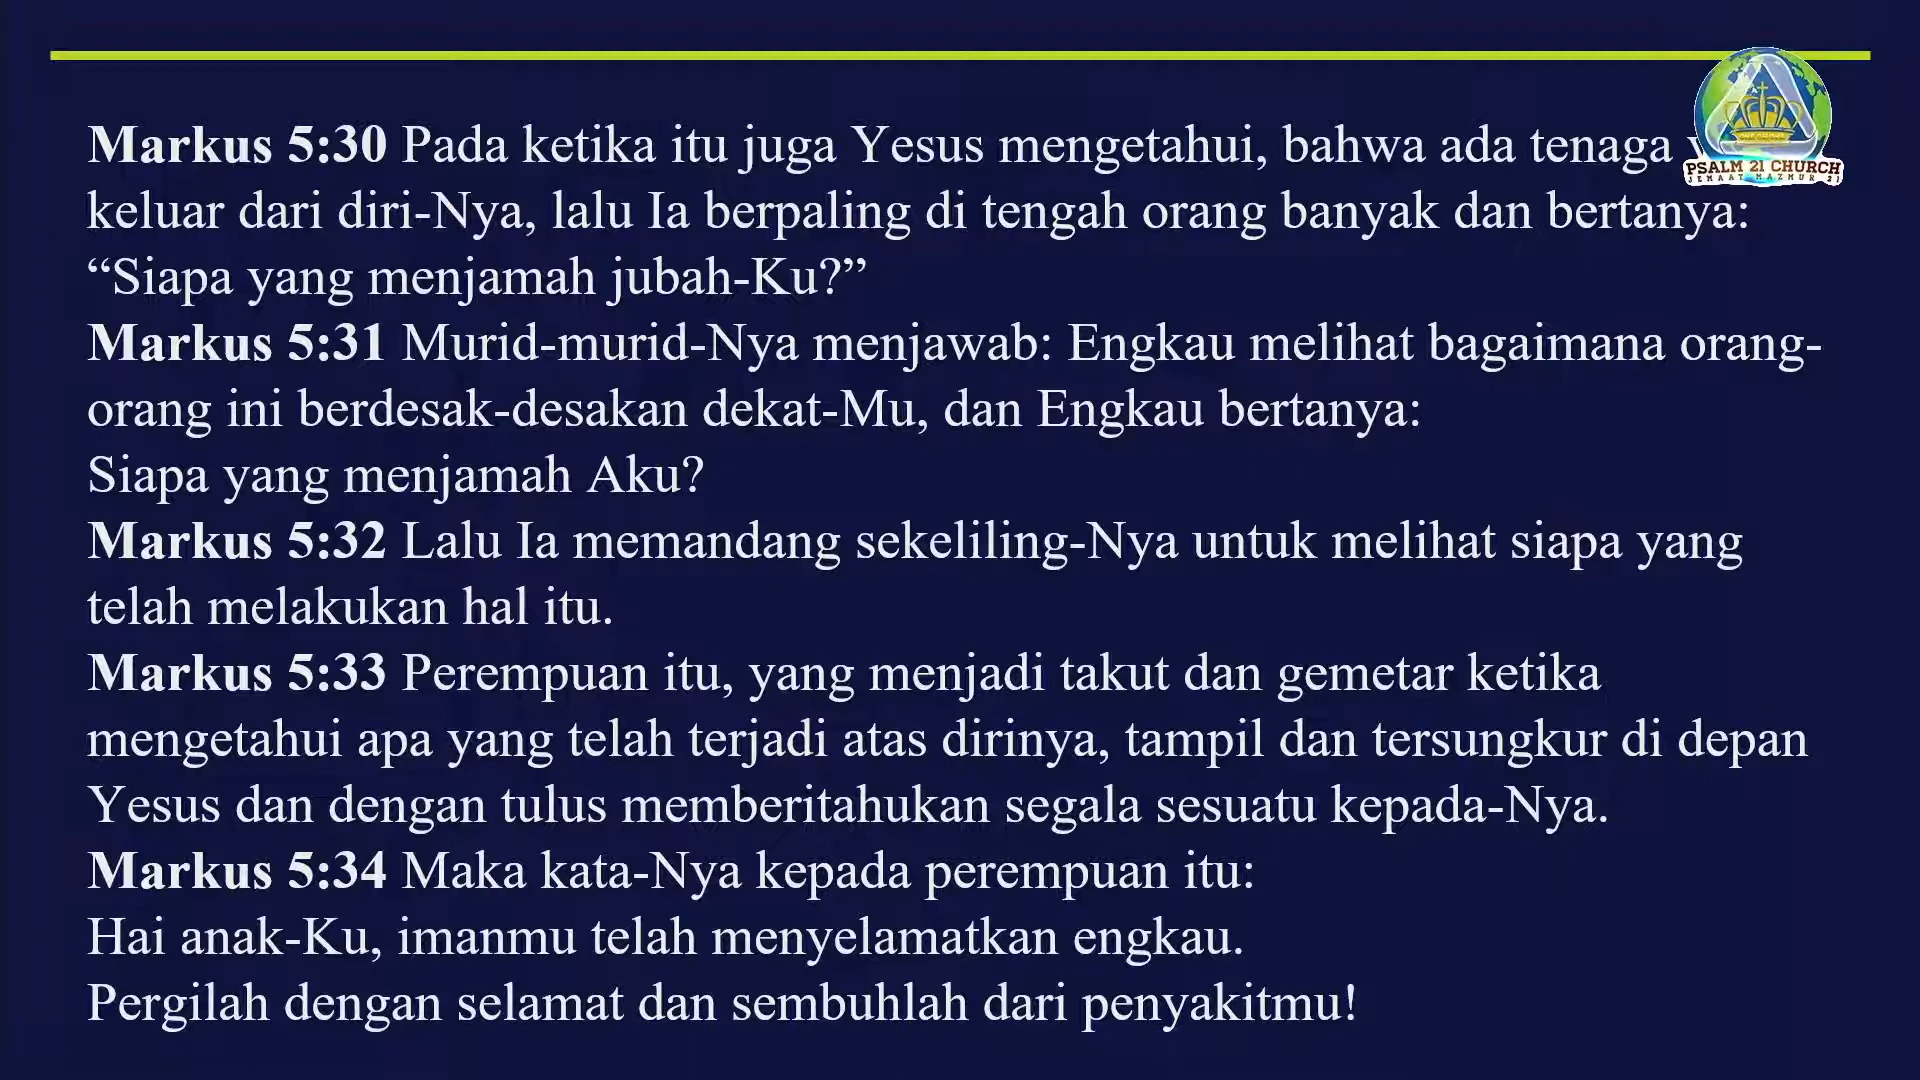 Markus 5:30 Pada ketika itu juga Yesus mengetahui, bahwa ada tenaga
PSALM 21 CHURCH
JEMAAT MAZMUR 21
keluar dari diri-Nya, lalu Ia berpaling di tengah orang banyak dan bertanya:
“Siapa yang menjamah jubah-Ku?”
Markus 5:31 Murid-murid-Nya menjawab: Engkau melihat bagaimana orang-
orang ini berdesak-desakan dekat-Mu, dan Engkau bertanya:
Siapa yang menjamah Aku?
Markus 5:32 Lalu Ia memandang sekeliling-Nya untuk melihat siapa yang
telah melakukan hal itu.
Markus 5:33 Perempuan itu, yang menjadi takut dan gemetar ketika
mengetahui apa yang telah terjadi atas dirinya, tampil dan tersungkur di depan
Yesus dan dengan tulus memberitahukan segala sesuatu kepada-Nya.
Markus 5:34 Maka kata-Nya kepada perempuan itu:
Hai anak-Ku, imanmu telah menyelamatkan engkau.
Pergilah dengan selamat dan sembuhlah dari penyakitmu!